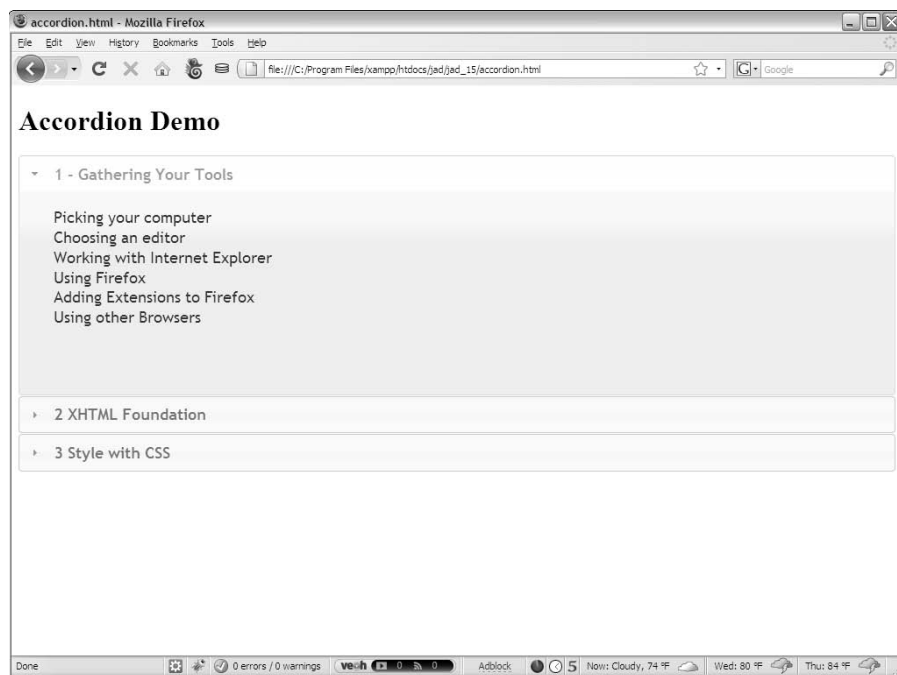 accordion.html - Mozilla Firefox
File Edit View History Bookmarks Tools Help
file:///C:/Program Files/xampp/htdocs/jad/jad_15/accordion.html G Google
Accordion Demo
1 - Gathering Your Tools
Picking your computer
Choosing an editor
Working with Internet Explorer
Using Firefox
Adding Extensions to Firefox
Using other Browsers
2 XHTML Foundation
3 Style with CSS
Done 0 errors / 0 warnings veoh 0 0 Adblock 5 Now: Cloudy, 74 °F Wed: 80 °F Thu: 84 °F